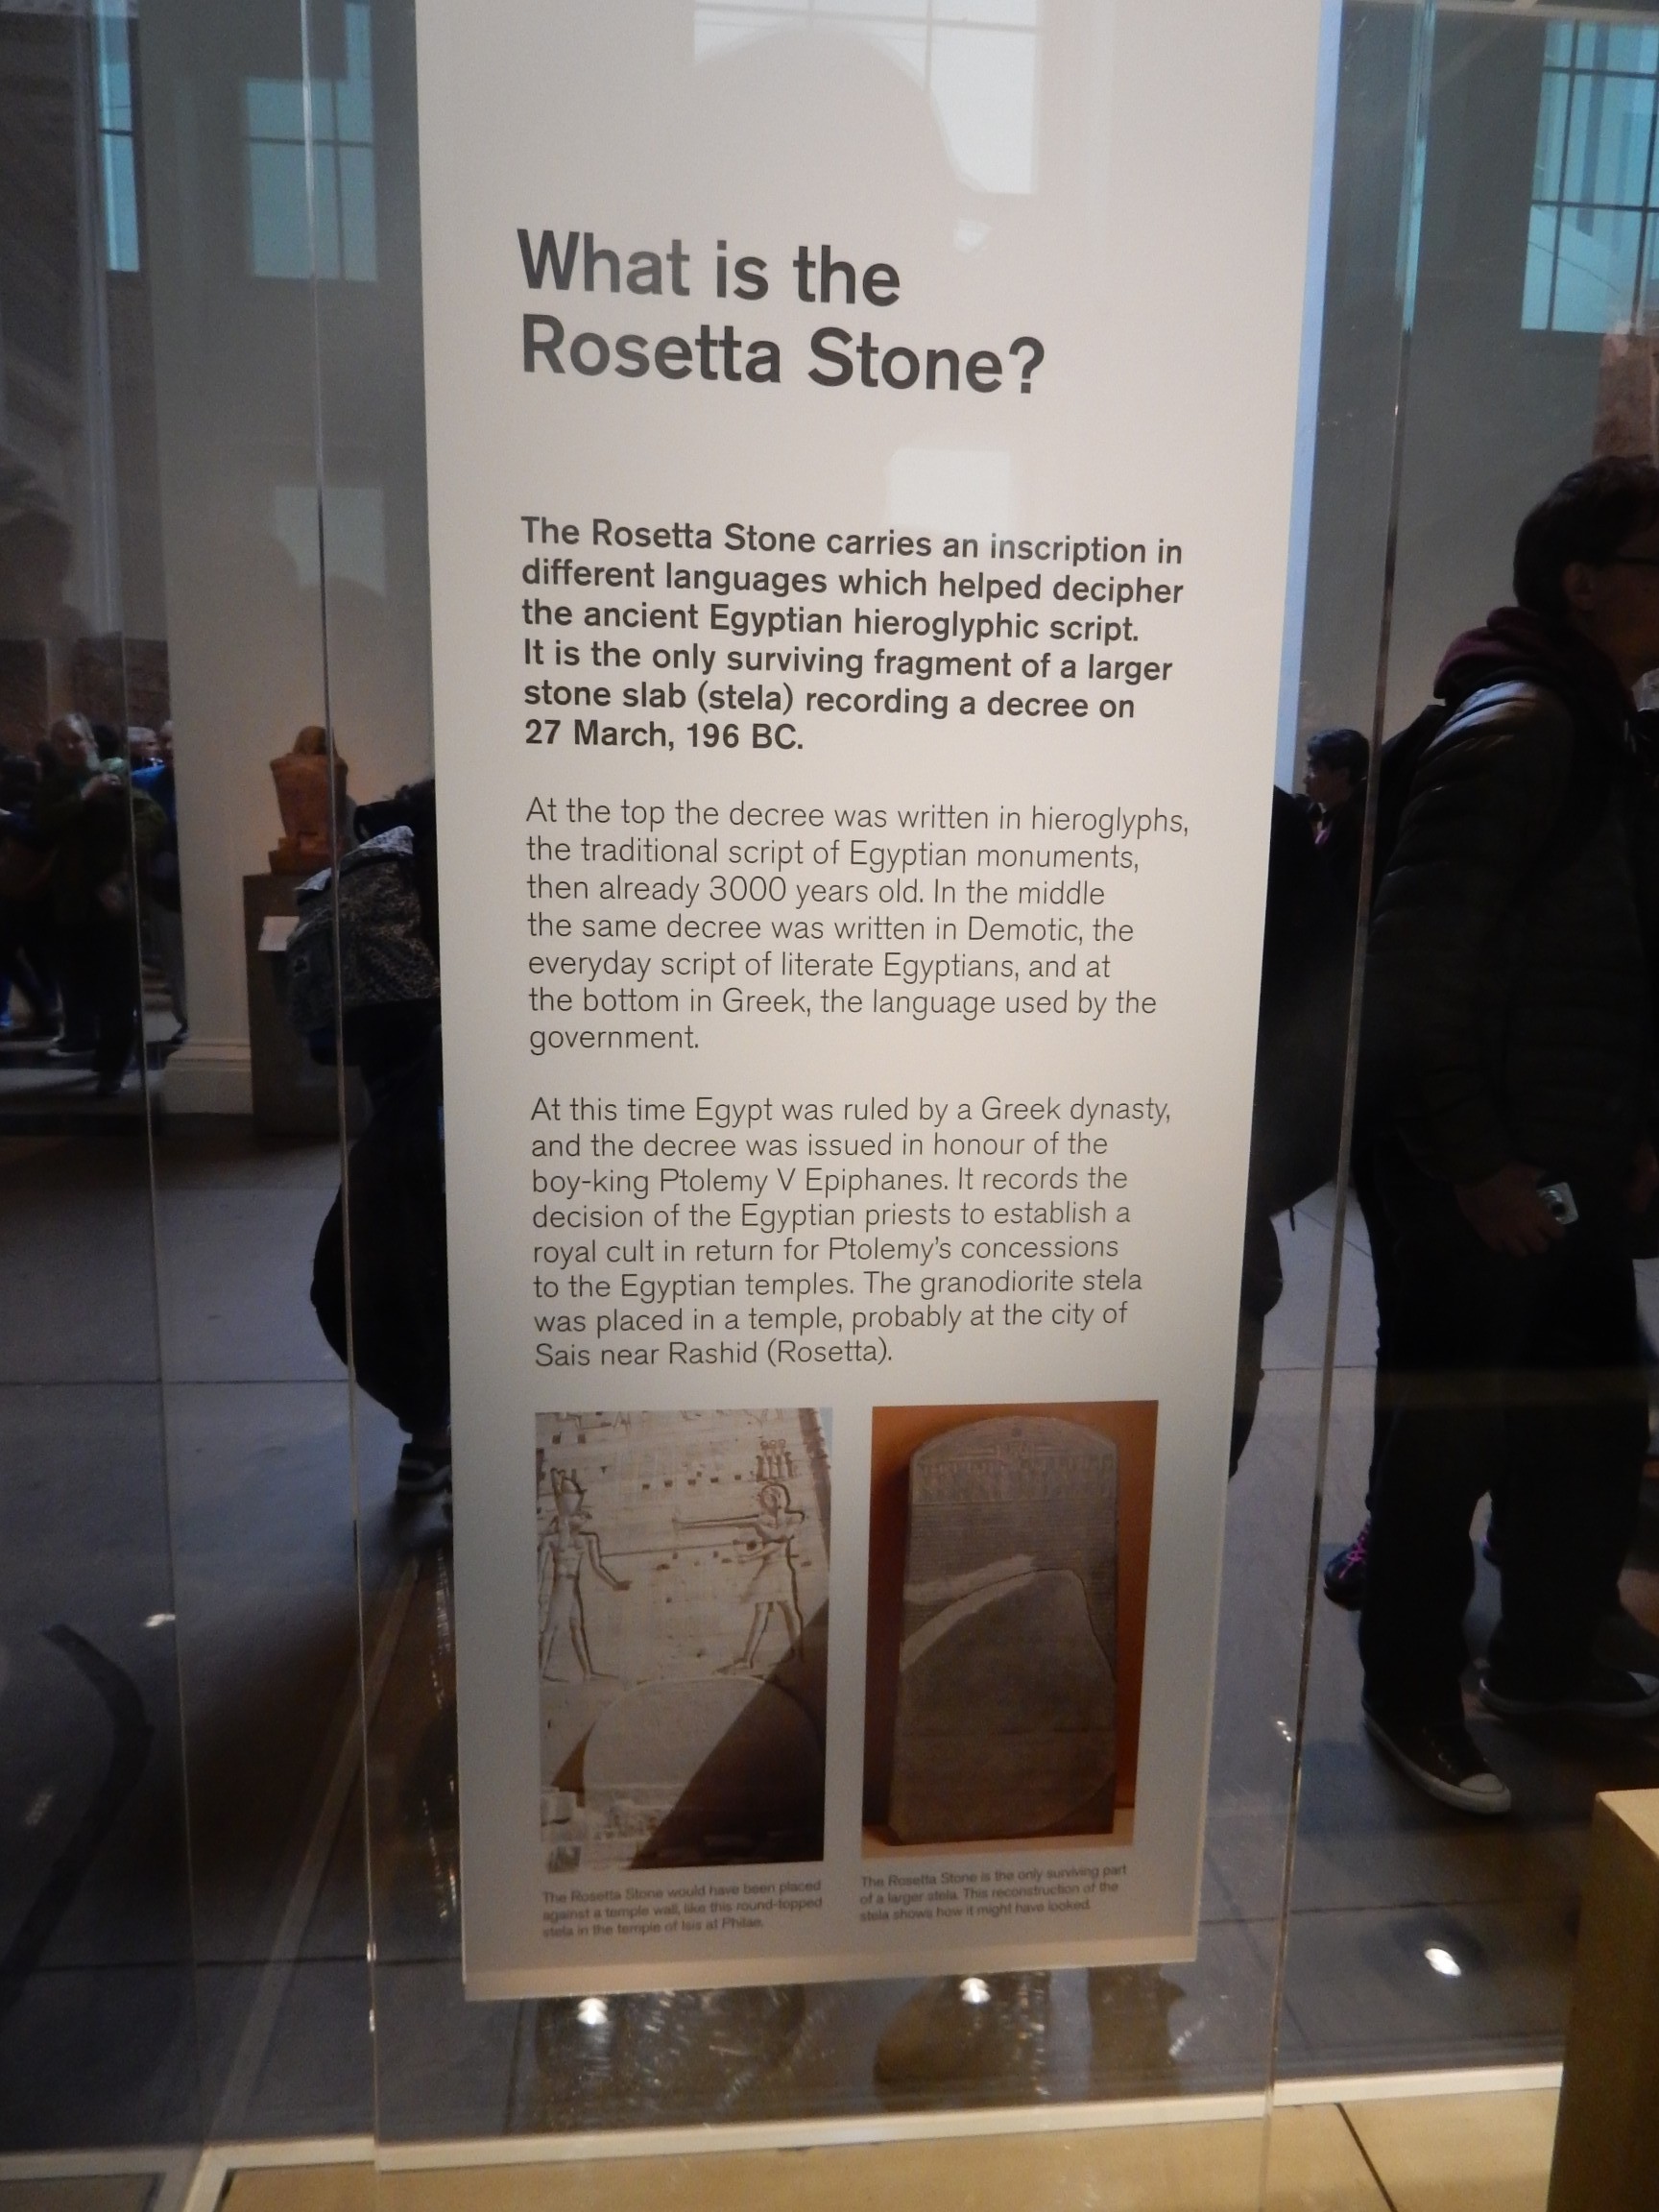 What is the
Rosetta Stone?
The Rosetta Stone carries an inscription in
different languages which helped decipher
the ancient Egyptian hieroglyphic script.
It is the only surviving fragment of a larger
stone slab (stela) recording a decree on
27 March, 196 BC.
At the top the decree was written in hieroglyphs,
the traditional script of Egyptian monuments,
then already 3000 years old. In the middle
the same decree was written in Demotic, the
everyday script of literate Egyptians, and at
the bottom in Greek, the language used by the
government.
At this time Egypt was ruled by a Greek dynasty,
and the decree was issued in honour of the
boy-king Ptolemy V Epiphanes. It records the
decision of the Egyptian priests to establish a
royal cult in return for Ptolemy's concessions
to the Egyptian temples. The granodiorite stela
was placed in a temple, probably at the city of
Sais near Rashid (Rosetta).
The Rosetta Stone would have been placed
against a temple wall, like this round-topped
stela in the temple of Isis at Philae.
The Rosetta Stone is the only surviving part
of a larger stela. This reconstruction of the
stela shows how it might have looked.